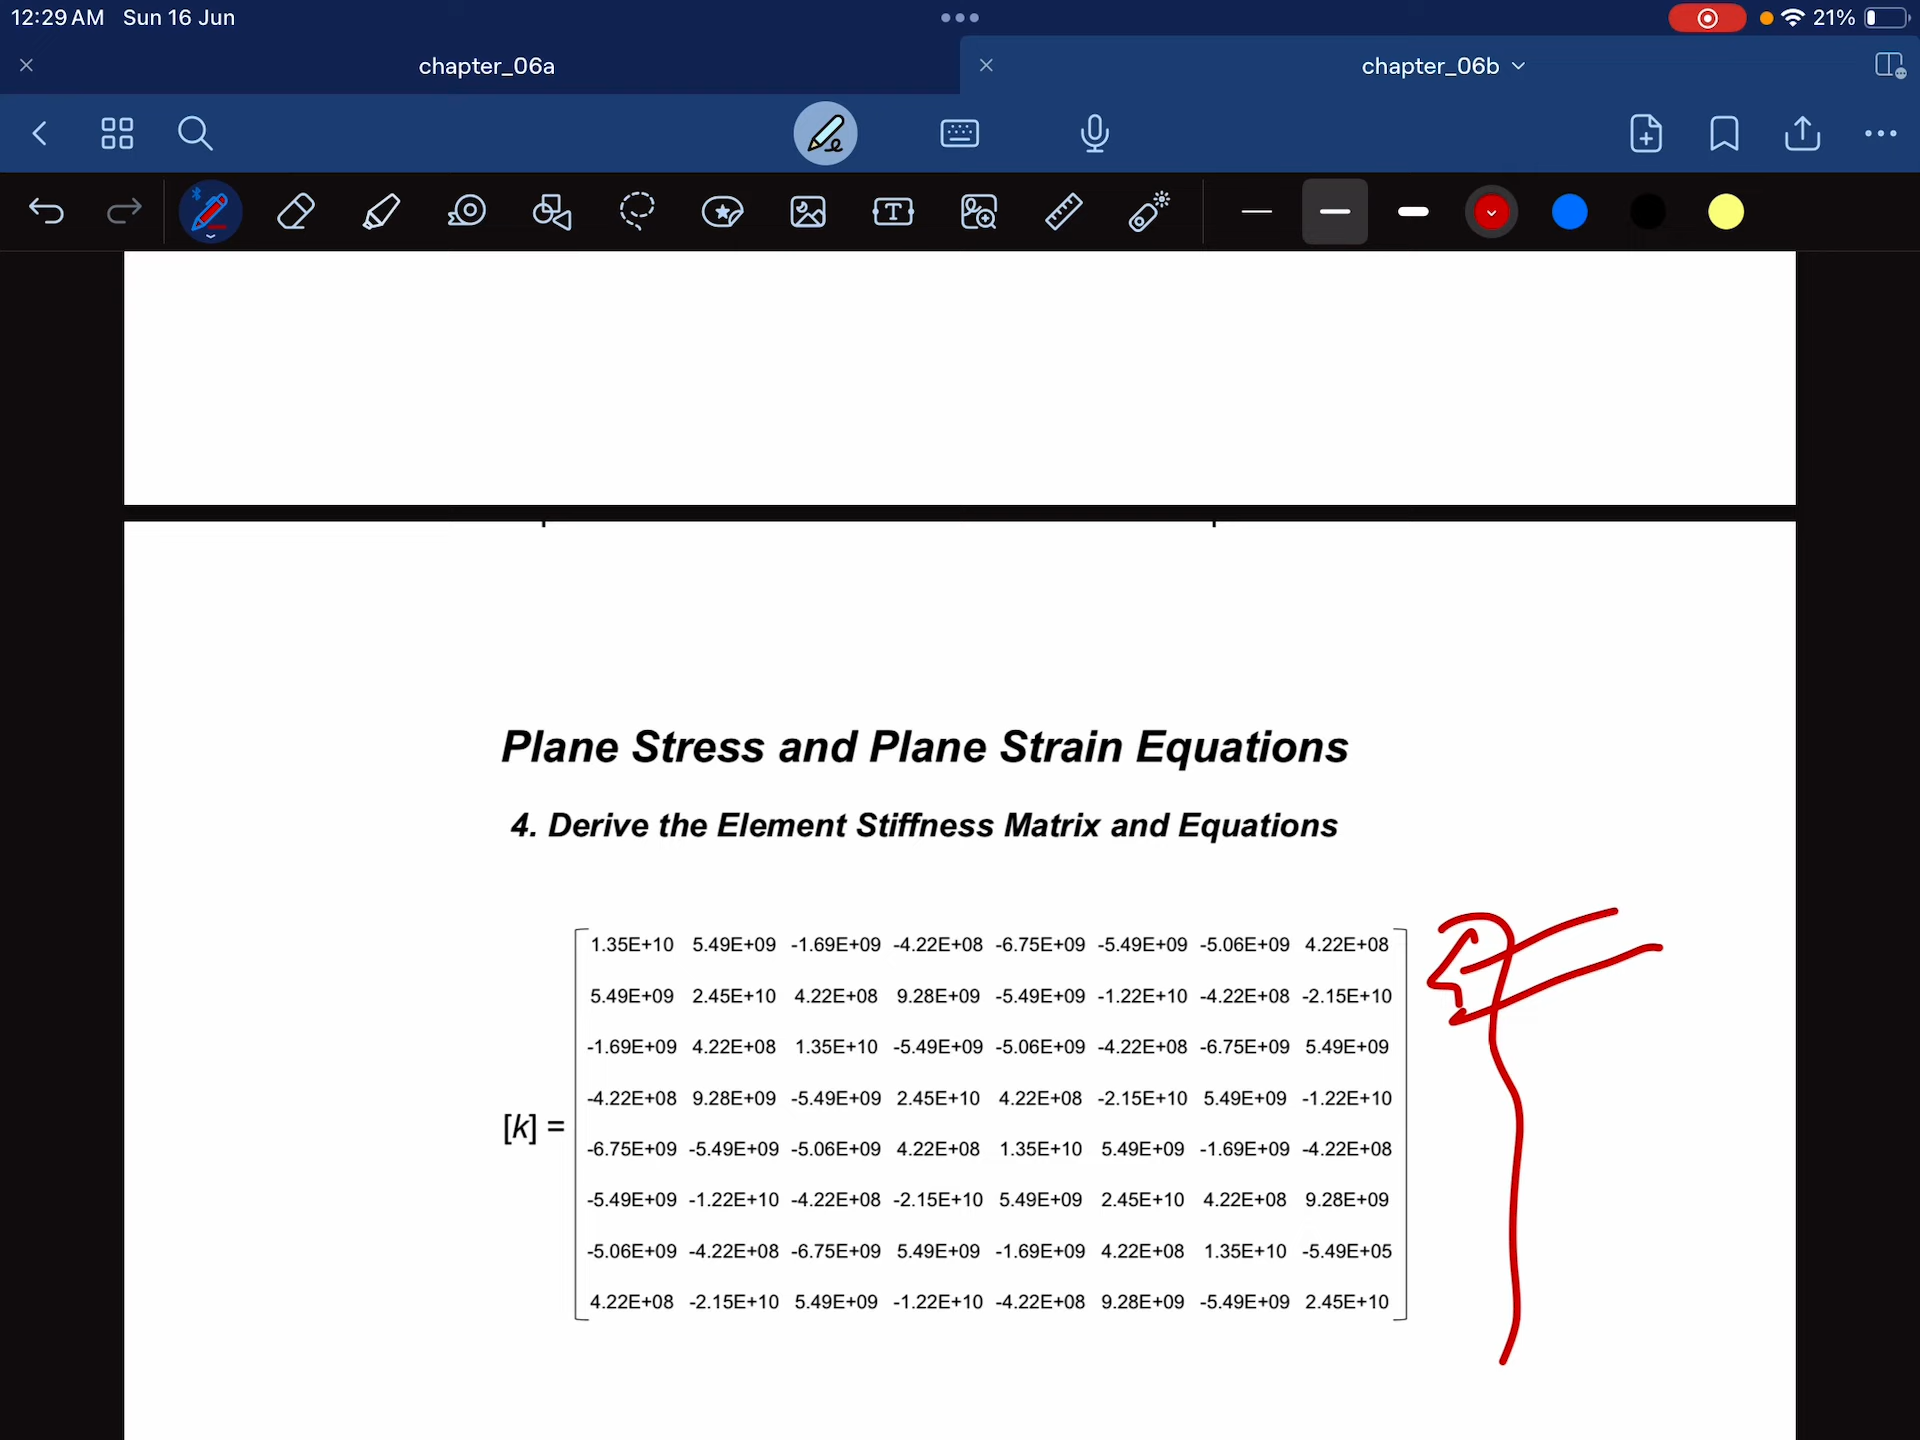 12:29 AM Sun 16 Jun
21%
chapter_06a
chapter_06b
Plane Stress and Plane Strain Equations
4. Derive the Element Stiffness Matrix and Equations
1.35E+10 5.49E+09 -1.69E+09 -4.22E+08 -6.75E+09 -5.49E+09 -5.06E+09 4.22E+08
5.49E+09 2.45E+10 4.22E+08 9.28E+09 -5.49E+09 -1.22E+10 -4.22E+08 -2.15E+10
-1.69E+09 4.22E+08 1.35E+10 -5.49E+09 -5.06E+09 -4.22E+08 -6.75E+09 5.49E+09
-4.22E+08 9.28E+09 -5.49E+09 2.45E+10 4.22E+08 -2.15E+10 5.49E+09 -1.22E+10
[k] =
-6.75E+09 -5.49E+09 -5.06E+09 4.22E+08 1.35E+10 5.49E+09 -1.69E+09 -4.22E+08
-5.49E+09 -1.22E+10 -4.22E+08 -2.15E+10 5.49E+09 2.45E+10 4.22E+08 9.28E+09
-5.06E+09 -4.22E+08 -6.75E+09 5.49E+09 -1.69E+09 4.22E+08 1.35E+10 -5.49E+05
4.22E+08 -2.15E+10 5.49E+09 -1.22E+10 -4.22E+08 9.28E+09 -5.49E+09 2.45E+10